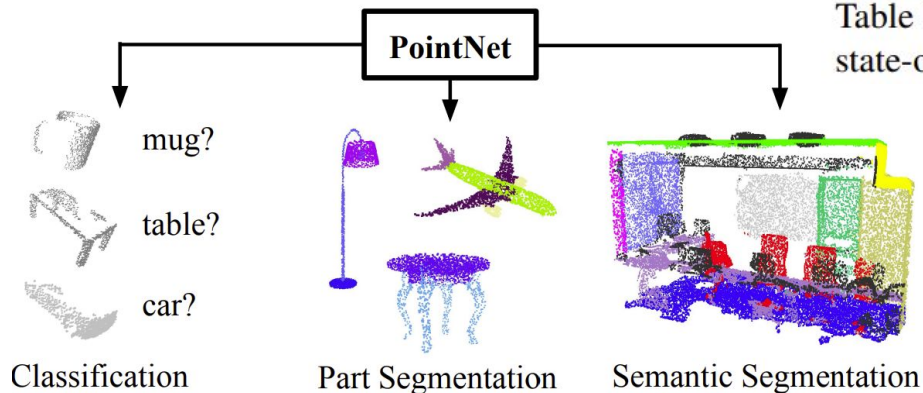 PointNet
Table
state-o
mug?
table?
car?
Classification
Part Segmentation
Semantic Segmentation